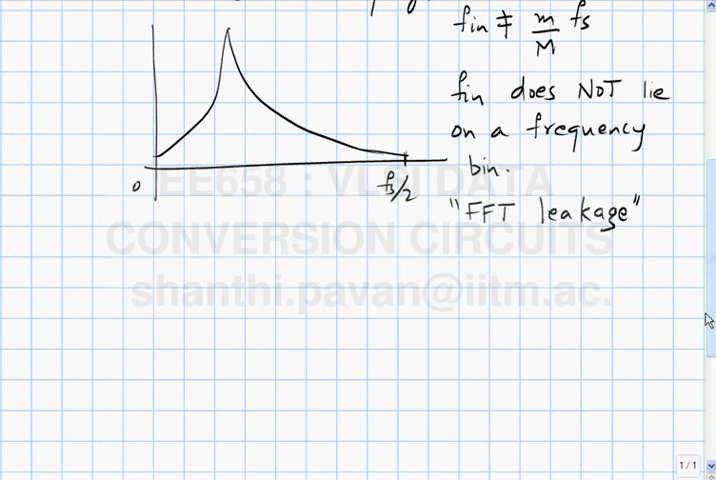 fin ≠ m/M fs
fin does NOT lie
on a frequency
bin.
0
fs/2
"FFT leakage"
EE658 : VLSI DATA
CONVERSION CIRCUITS
shanthi.pavan@iitm.ac.
1/1